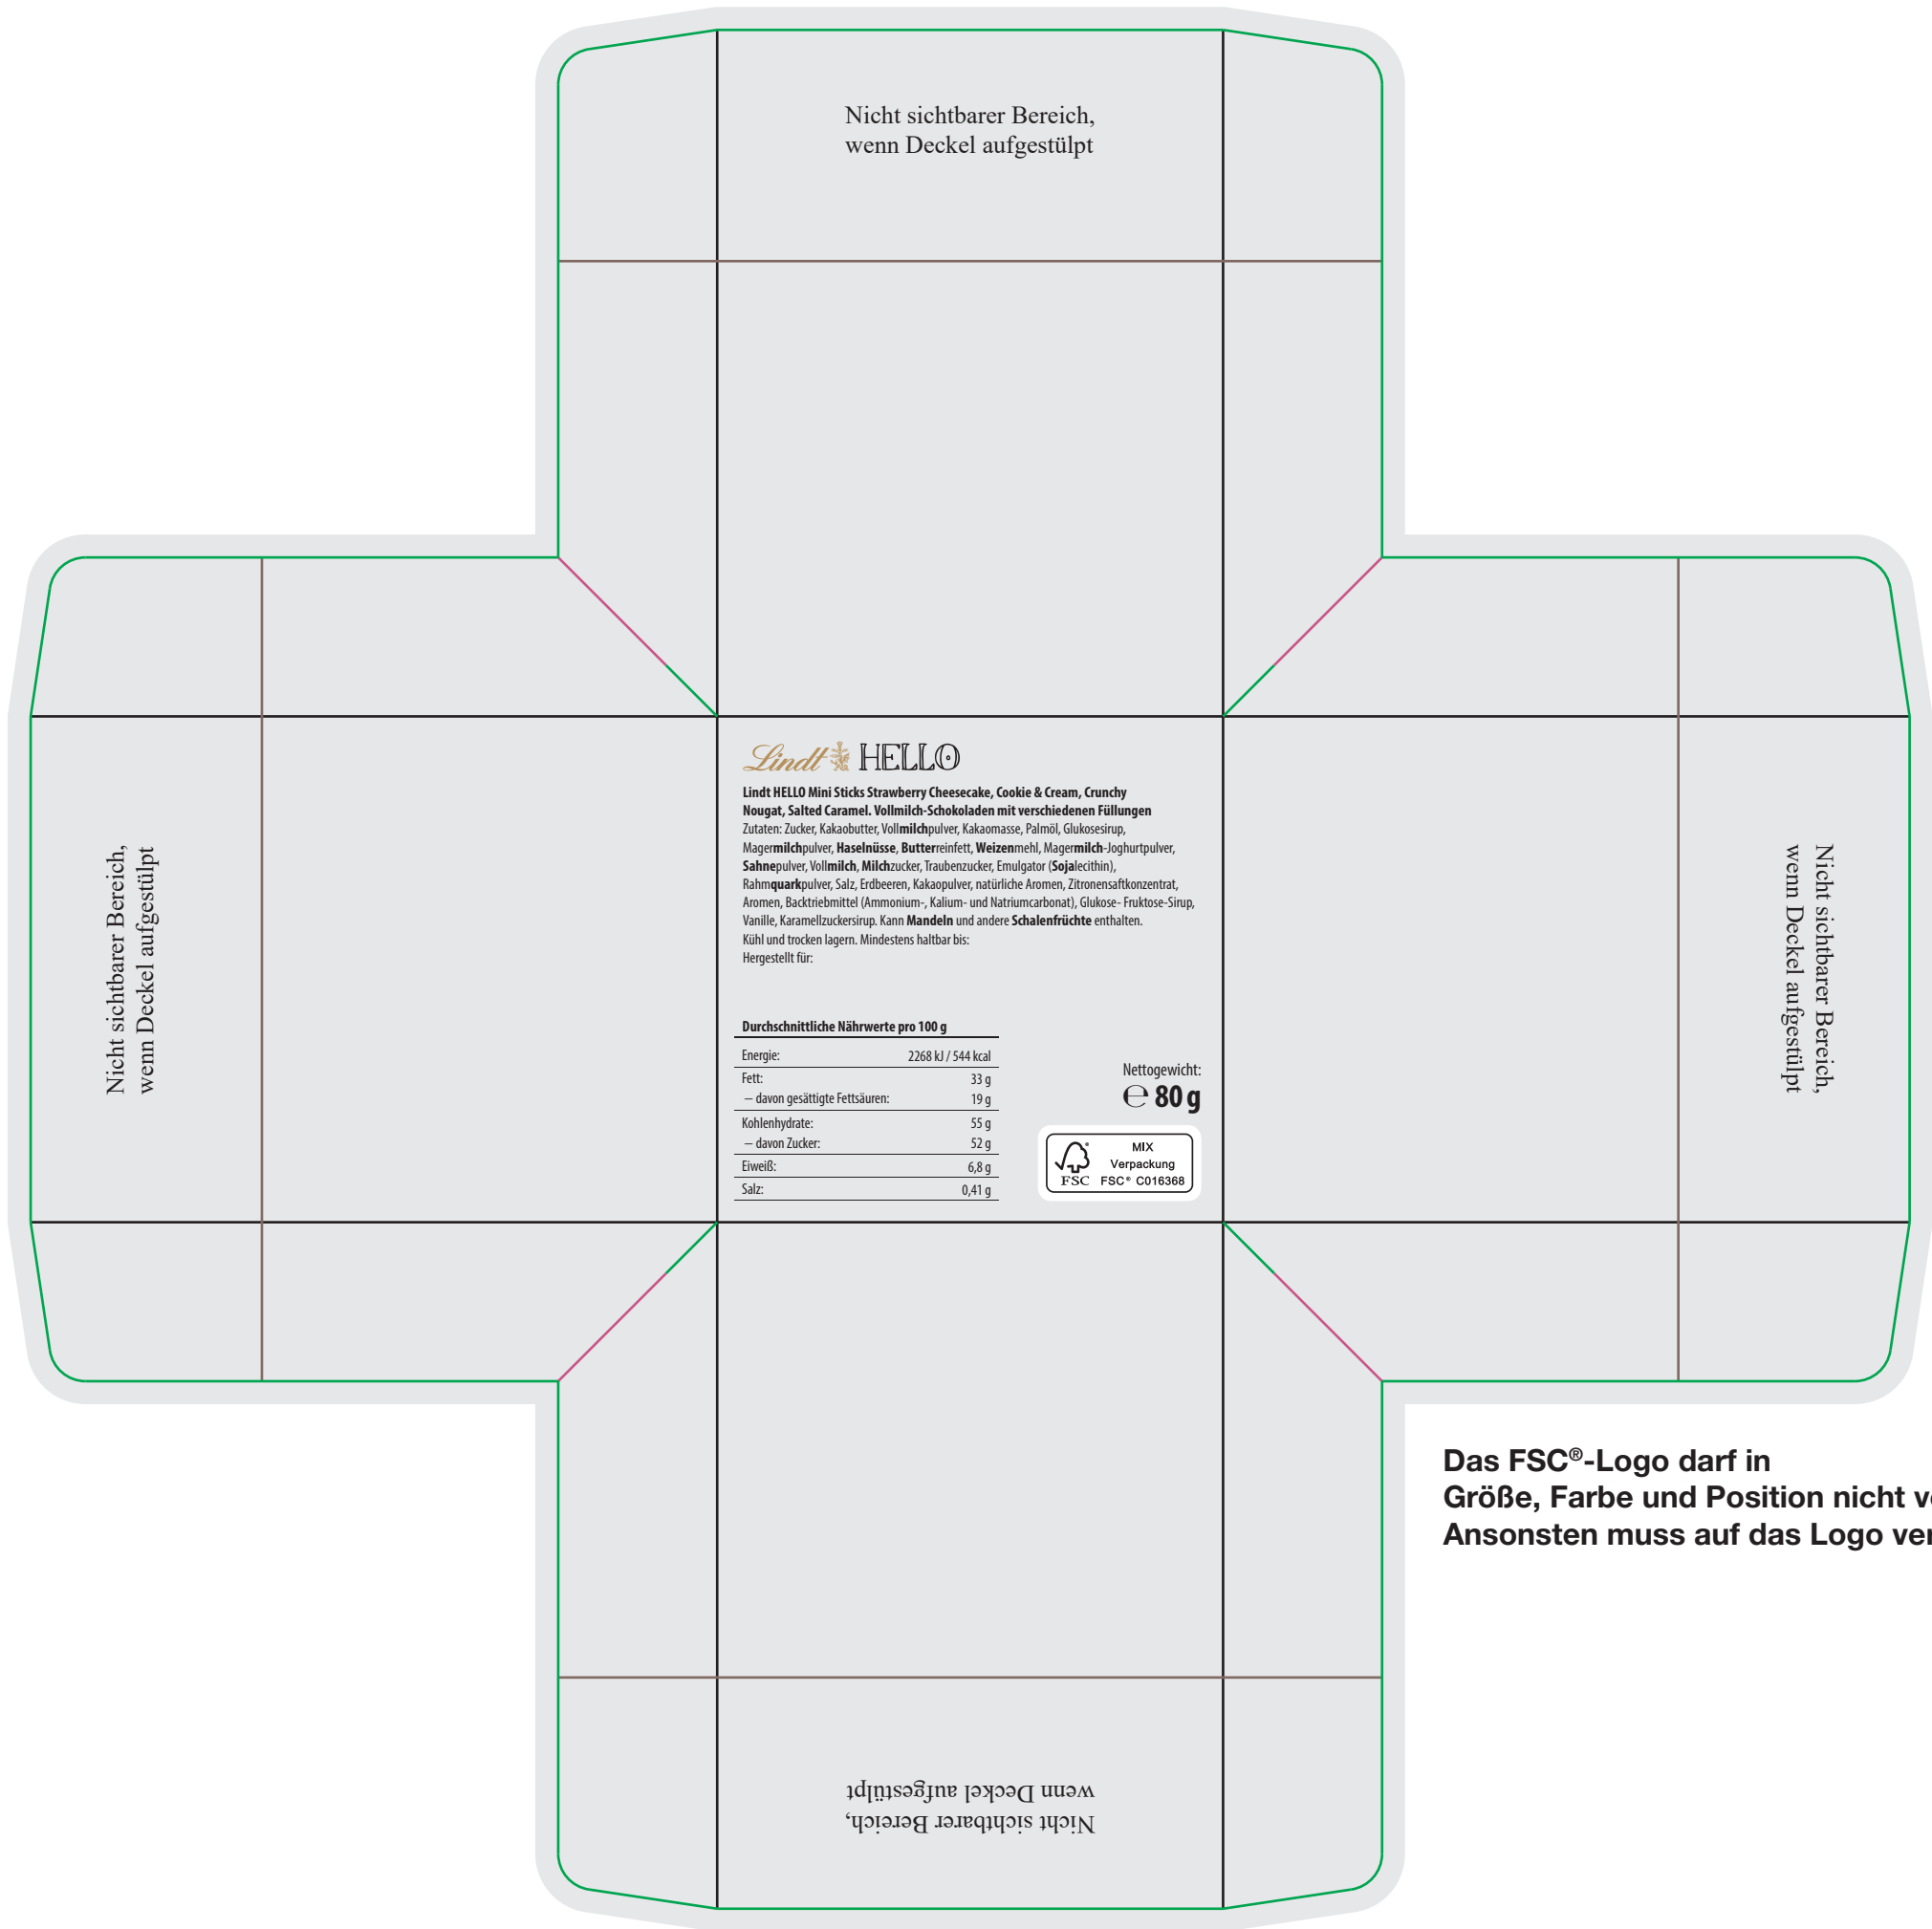 Nicht sichtbarer Bereich,
wenn Deckel aufgestülpt
Nicht sichtbarer Bereich,
wenn Deckel aufgestülpt
Lindt HELLO
Lindt HELLO Mini Sticks Strawberry Cheesecake, Cookie & Cream, Crunchy
Nougat, Salted Caramel. Vollmilch-Schokoladen mit verschiedenen Füllungen
Zutaten: Zucker, Kakaobutter, Vollmilchpulver, Kakaomasse, Palmöl, Glukosesirup,
Magermilchpulver, Haselnüsse, Butterreinfett, Weizenmehl, Magermilch-Joghurtpulver,
Sahnepulver, Vollmilch, Milchzucker, Traubenzucker, Emulgator (Sojalecithin),
Rahmquarkpulver, Salz, Erdbeeren, Kakaopulver, natürliche Aromen, Zitronensaftkonzentrat,
Aromen, Backtriebmittel (Ammonium-, Kalium- und Natriumcarbonat), Glukose- Fruktose-Sirup,
Vanille, Karamellzuckersirup. Kann Mandeln und andere Schalenfrüchte enthalten.
Kühl und trocken lagern. Mindestens haltbar bis:
Hergestellt für:
Durchschnittliche Nährwerte pro 100 g
Energie: 2268 kJ / 544 kcal
Fett: 33 g
– davon gesättigte Fettsäuren: 19 g
Kohlenhydrate: 55 g
– davon Zucker: 52 g
Eiweiß: 6,8 g
Salz: 0,41 g
Nettogewicht:
℮ 80 g
FSC
MIX
Verpackung
FSC® C016368
Nicht sichtbarer Bereich,
wenn Deckel aufgestülpt
Das FSC®-Logo darf in
Größe, Farbe und Position nicht
Ansonsten muss auf das Logo
Nicht sichtbarer Bereich,
wenn Deckel aufgestülpt